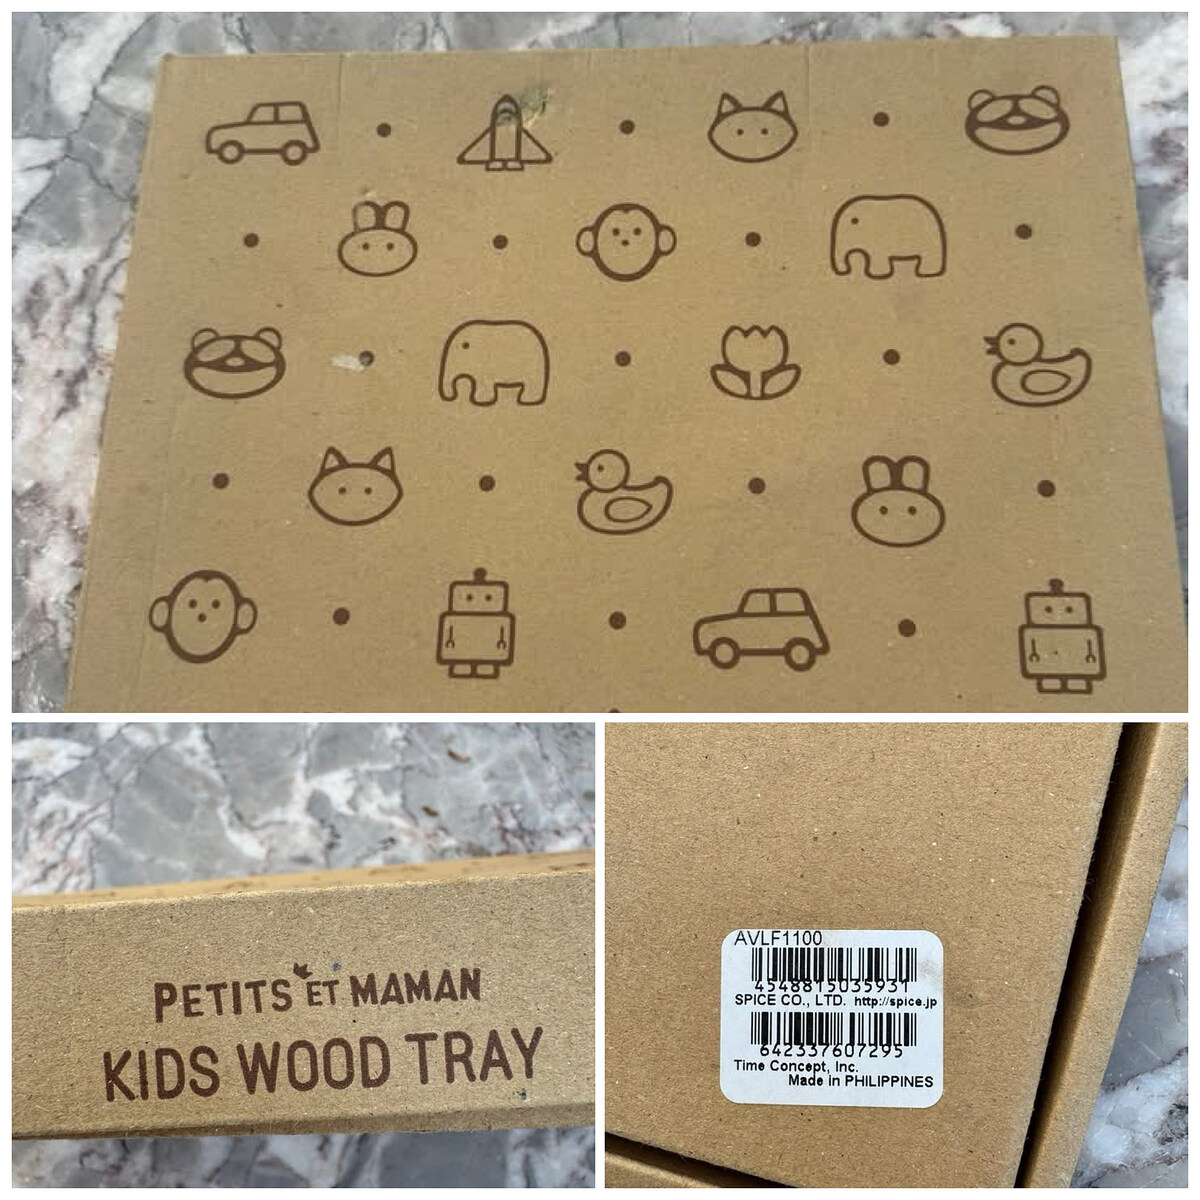 PETITS ET MAMAN
KIDS WOOD TRAY
AVLF1100
4548815035931
SPICE CO., LTD. http://spice.jp
642337607295
Time Concept, Inc.
Made in PHILIPPINES